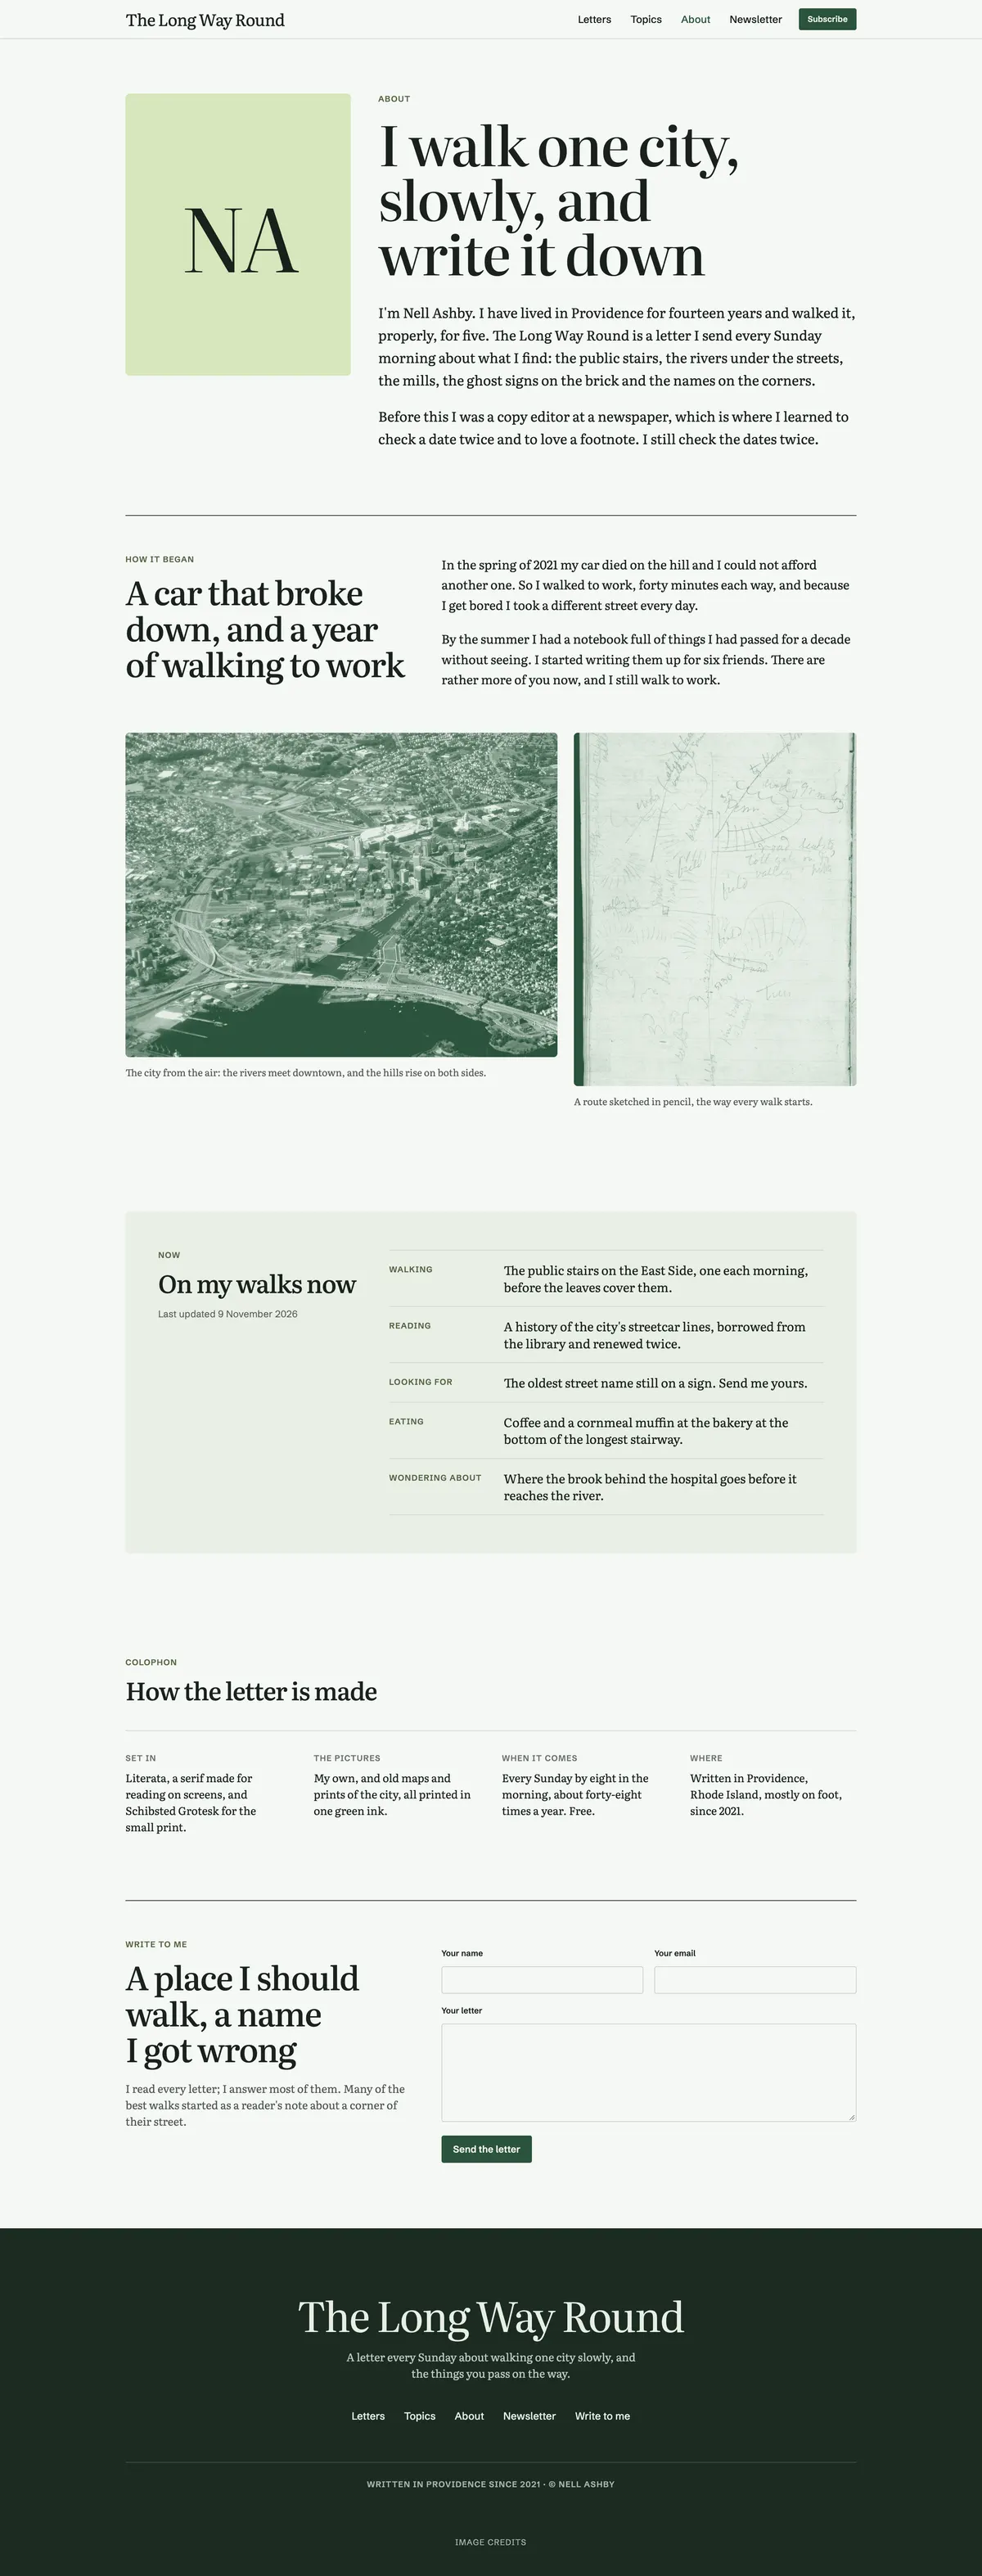 The Long Way Round
Letters Topics About Newsletter Subscribe
NA
ABOUT
I walk one city,
slowly, and
write it down
I'm Nell Ashby. I have lived in Providence for fourteen years and walked it,
properly, for five. The Long Way Round is a letter I send every Sunday
morning about what I find: the public stairs, the rivers under the streets,
the mills, the ghost signs on the brick and the names on the corners.
Before this I was a copy editor at a newspaper, which is where I learned to
check a date twice and to love a footnote. I still check the dates twice.
HOW IT BEGAN
A car that broke
down, and a year
of walking to work
In the spring of 2021 my car died on the hill and I could not afford
another one. So I walked to work, forty minutes each way, and because
I get bored I took a different street every day.
By the summer I had a notebook full of things I had passed for a decade
without seeing. I started writing them up for six friends. There are
rather more of you now, and I still walk to work.
The city from the air: the rivers meet downtown, and the hills rise on both sides.
A route sketched in pencil, the way every walk starts.
NOW
On my walks now
Last updated 9 November 2026
WALKING
The public stairs on the East Side, one each morning,
before the leaves cover them.
READING
A history of the city's streetcar lines, borrowed from
the library and renewed twice.
LOOKING FOR
The oldest street name still on a sign. Send me yours.
EATING
Coffee and a cornmeal muffin at the bakery at the
bottom of the longest stairway.
WONDERING ABOUT
Where the brook behind the hospital goes before it
reaches the river.
COLOPHON
How the letter is made
SET IN
Literata, a serif made for
reading on screens, and
Schibsted Grotesk for the
small print.
THE PICTURES
My own, and old maps and
prints of the city, all printed in
one green ink.
WHEN IT COMES
Every Sunday by eight in the
morning, about forty-eight
times a year. Free.
WHERE
Written in Providence,
Rhode Island, mostly on foot,
since 2021.
WRITE TO ME
A place I should
walk, a name
I got wrong
I read every letter; I answer most of them. Many of the
best walks started as a reader's note about a corner of
their street.
Your name
Your email
Your letter
Send the letter
The Long Way Round
A letter every Sunday about walking one city slowly, and
the things you pass on the way.
Letters Topics About Newsletter Write to me
WRITTEN IN PROVIDENCE SINCE 2021 · © NELL ASHBY
IMAGE CREDITS